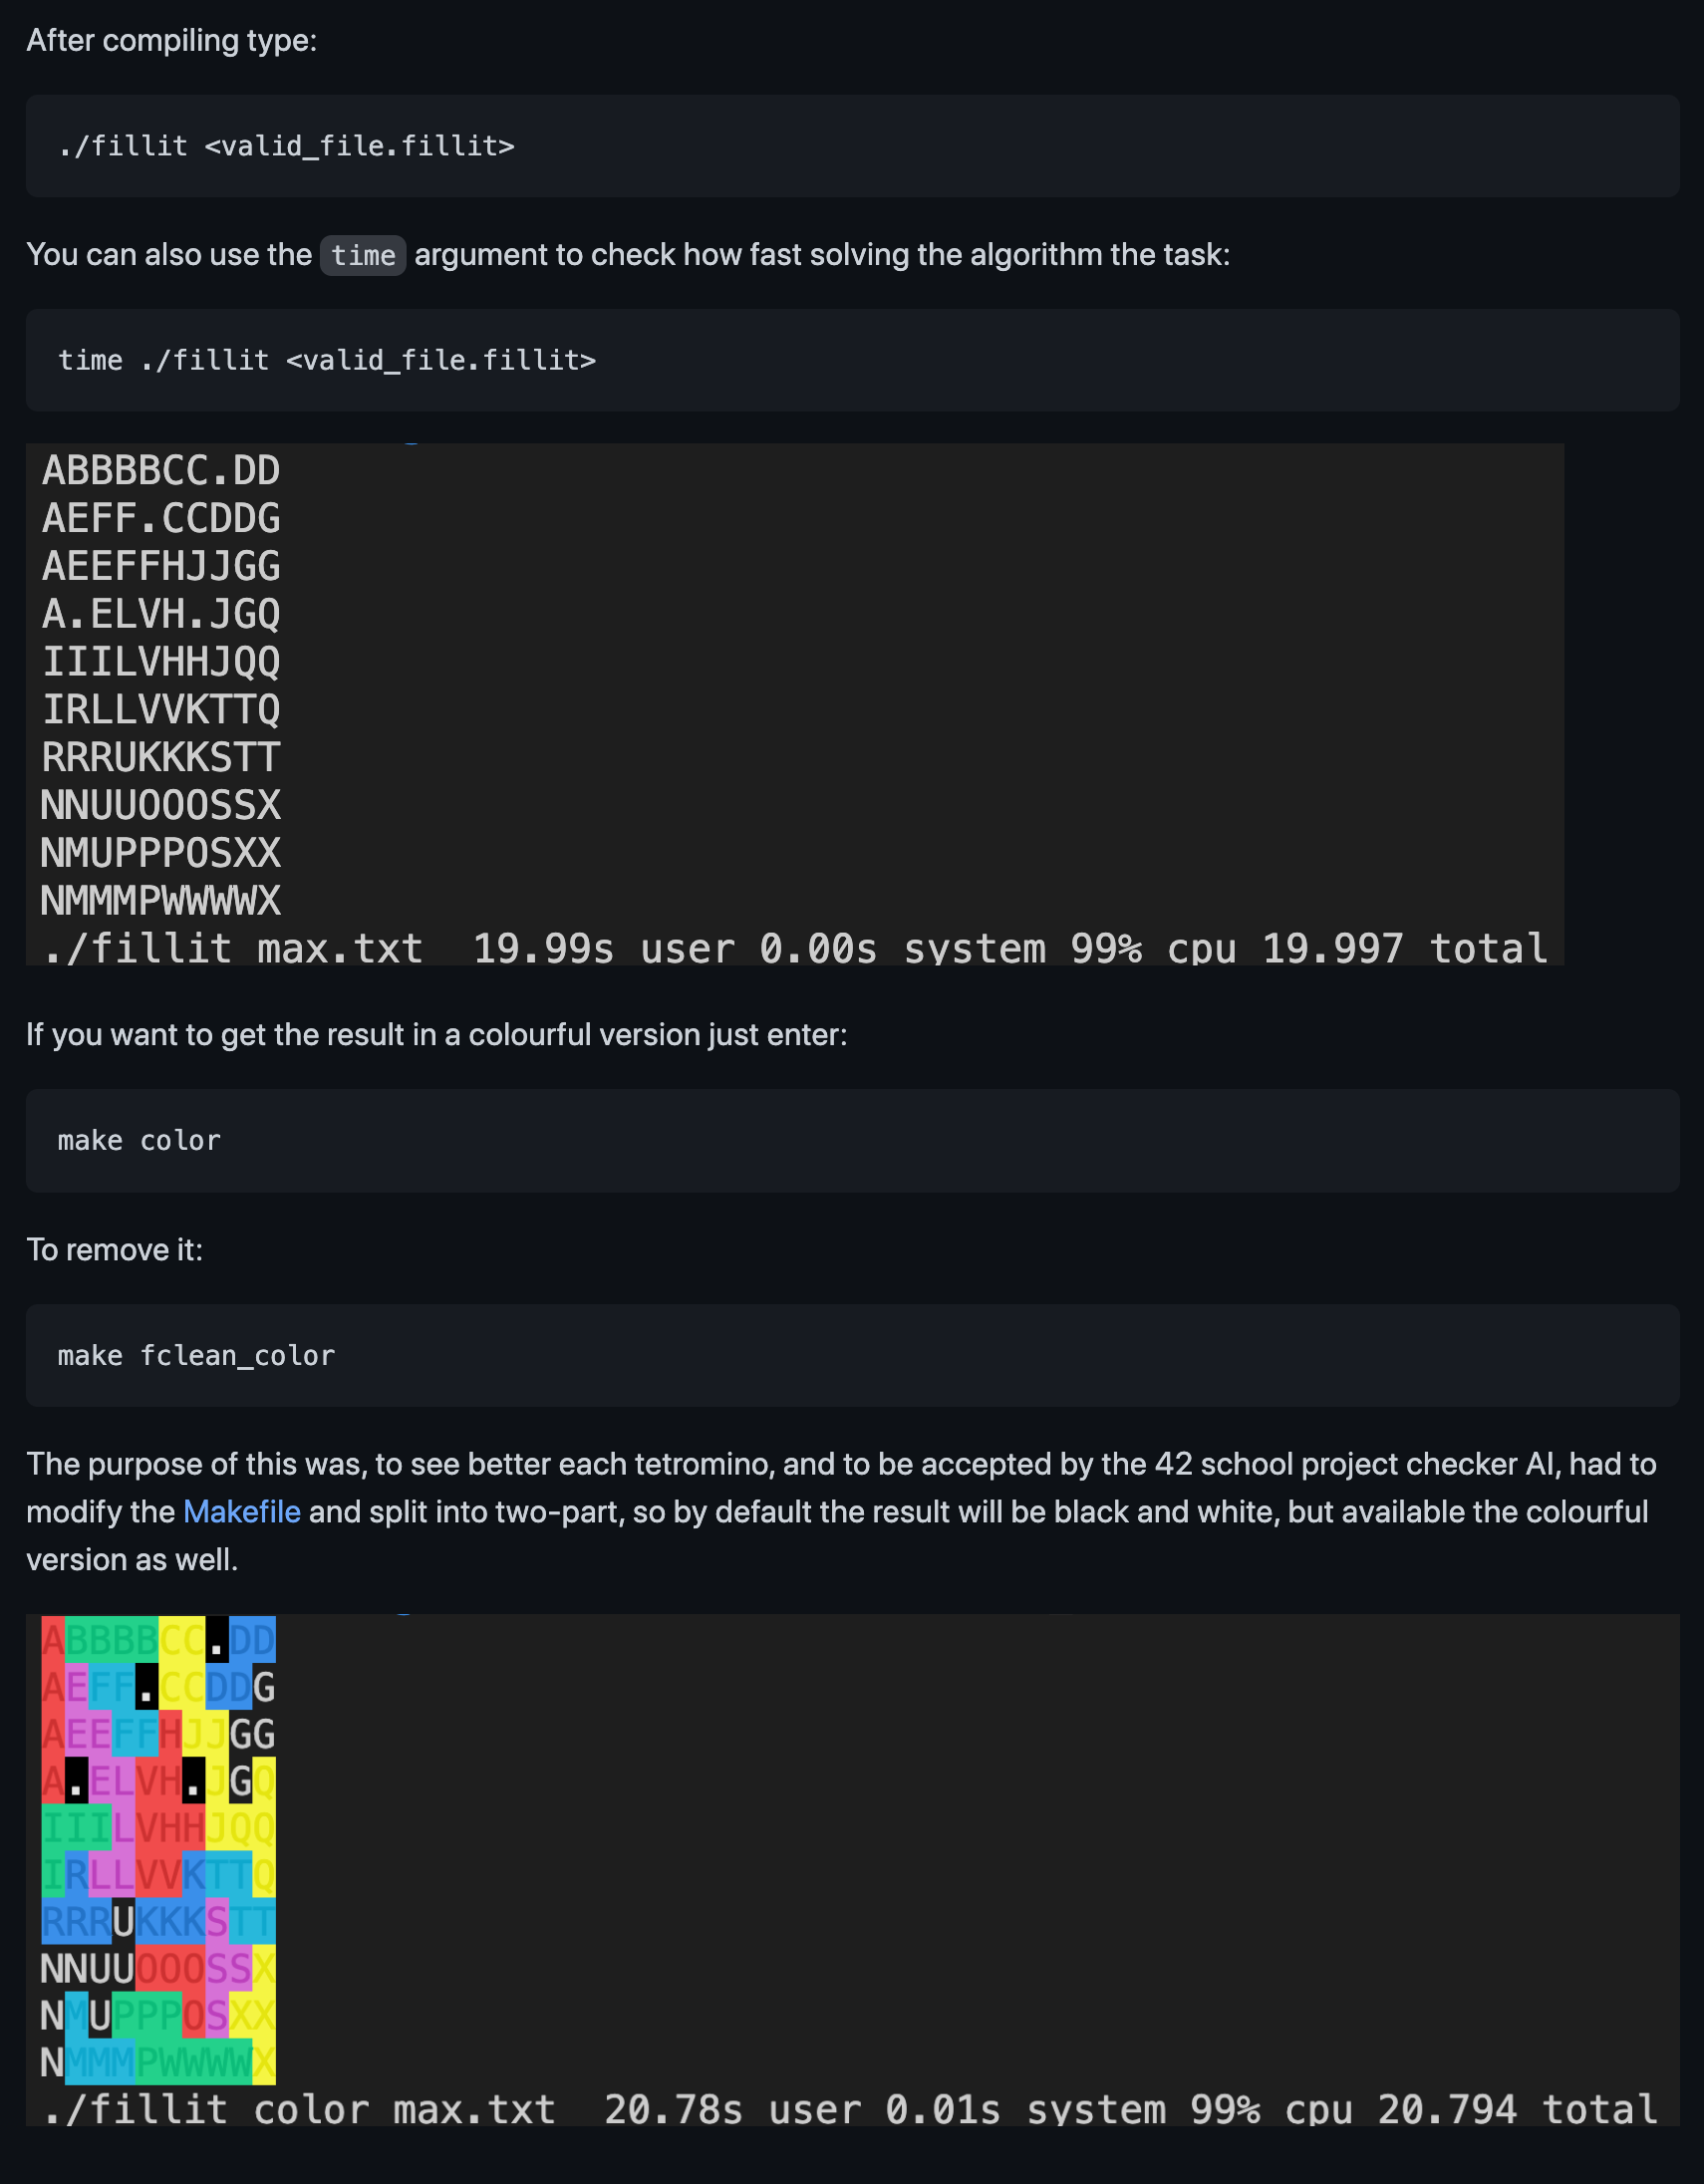 After compiling type:
./fillit <valid_file.fillit>
You can also use the time argument to check how fast solving the algorithm the task:
time ./fillit <valid_file.fillit>
ABBBBCC.DD
AEFF.CCDDG
AEEFFHJJGG
A.ELVH.JGQ
IIILVHHJQQ
IRLLVVKTTQ
RRRUKKKSTT
NNUUOOOSSX
NMUPPPOSXX
NMMMPWWWWX
./fillit max.txt  19.99s user 0.00s system 99% cpu 19.997 total
If you want to get the result in a colourful version just enter:
make color
To remove it:
make fclean_color
The purpose of this was, to see better each tetromino, and to be accepted by the 42 school project checker AI, had to
modify the Makefile and split into two-part, so by default the result will be black and white, but available the colourful
version as well.
ABBBBCC.DD
AEFF.CCDDG
AEEFFHJJGG
A.ELVH.JGQ
IIILVHHJQQ
IRLLVVKTTQ
RRRUKKKSTT
NNUUOOOSSX
NMUPPPOSXX
NMMMPWWWWX
./fillit color max.txt  20.78s user 0.01s system 99% cpu 20.794 total